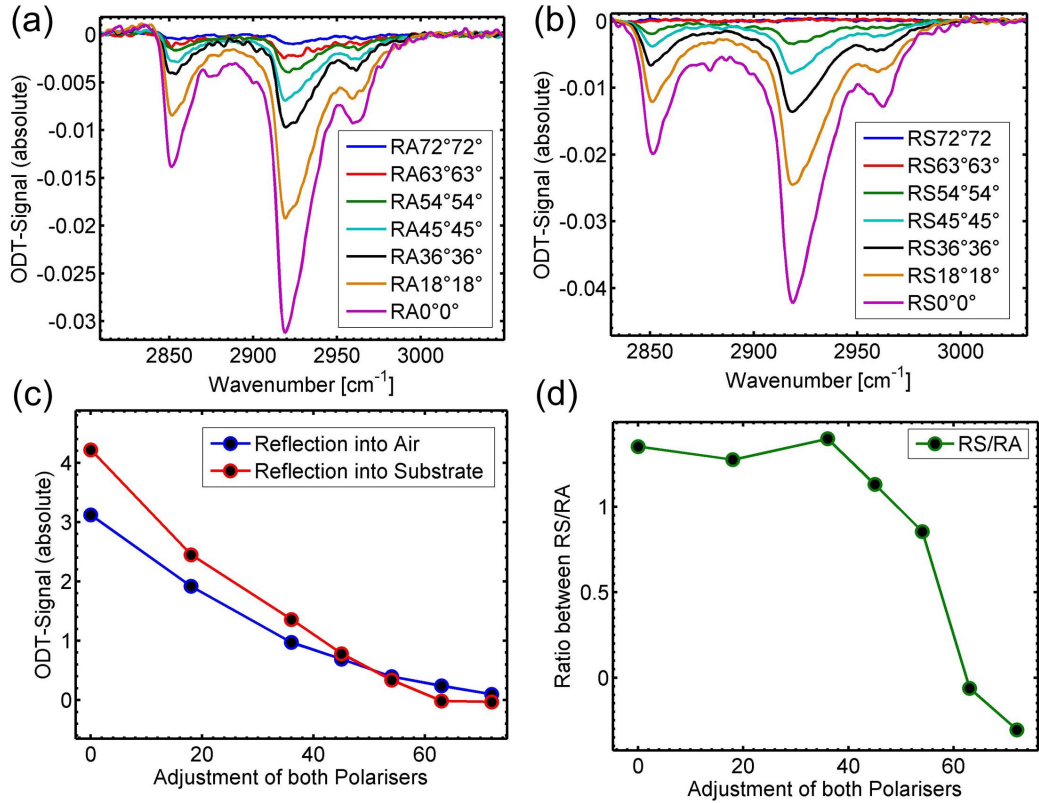 (a)
0
-0.005
-0.01
-0.015
-0.02
-0.025
-0.03
ODT-Signal (absolute)
RA72°72°
RA63°63°
RA54°54°
RA45°45°
RA36°36°
RA18°18°
RA0°0°
2850 2900 2950 3000
Wavenumber [cm⁻¹]
(b)
0
-0.01
-0.02
-0.03
-0.04
ODT-Signal (absolute)
RS72°72
RS63°63°
RS54°54°
RS45°45°
RS36°36°
RS18°18°
RS0°0°
2850 2900 2950 3000
Wavenumber [cm⁻¹]
(c)
4
3
2
1
0
ODT-Signal (absolute)
Reflection into Air
Reflection into Substrate
0 20 40 60
Adjustment of both Polarisers
(d)
1
0.5
0
Ratio between RS/RA
RS/RA
0 20 40 60
Adjustment of both Polarisers